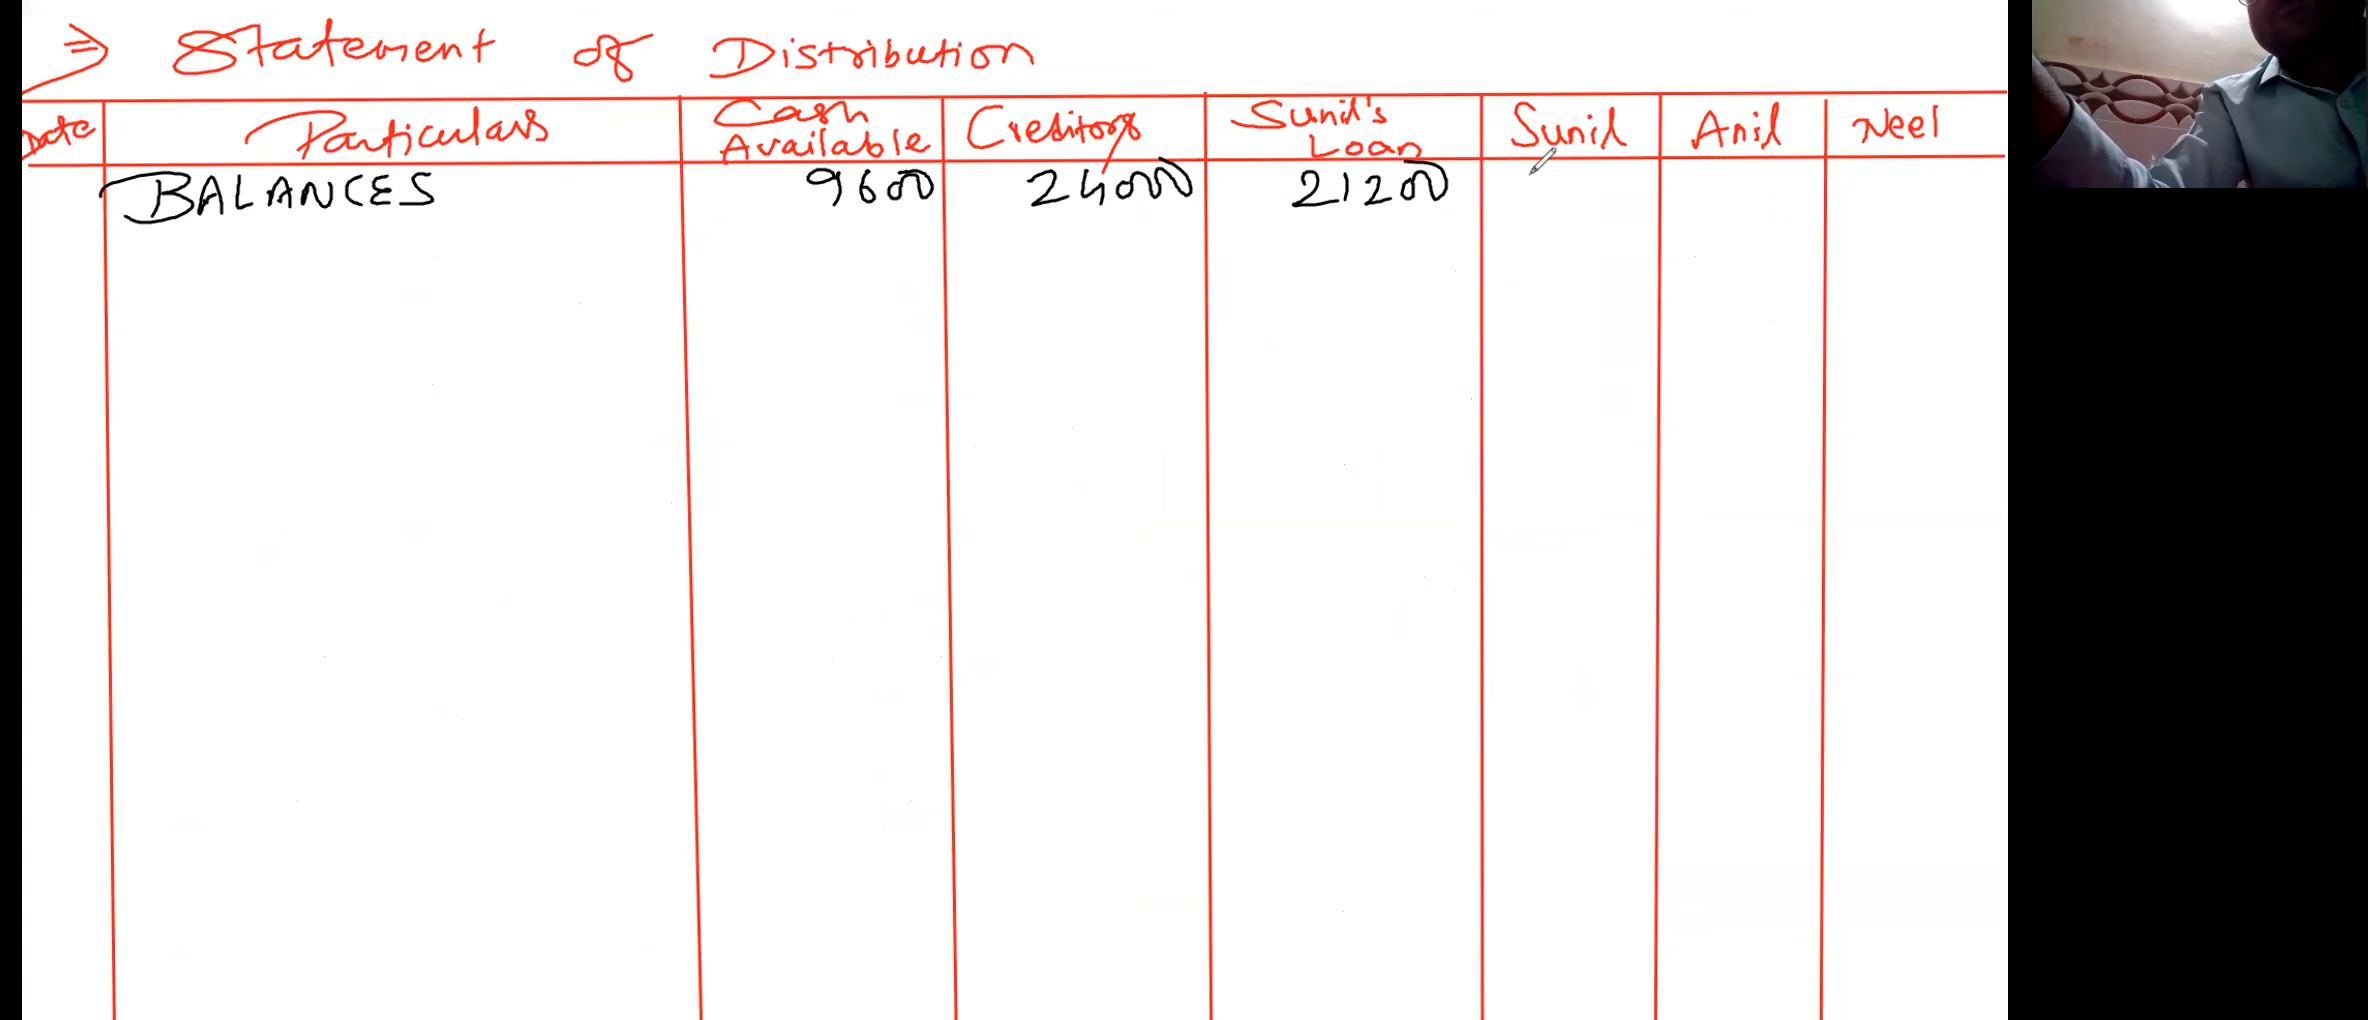 ⇒ Statement of Distribution
Date Particulars Cash Available Creditors Sunil's Loan Sunil Anil Neel
BALANCES 9600 24000 21200